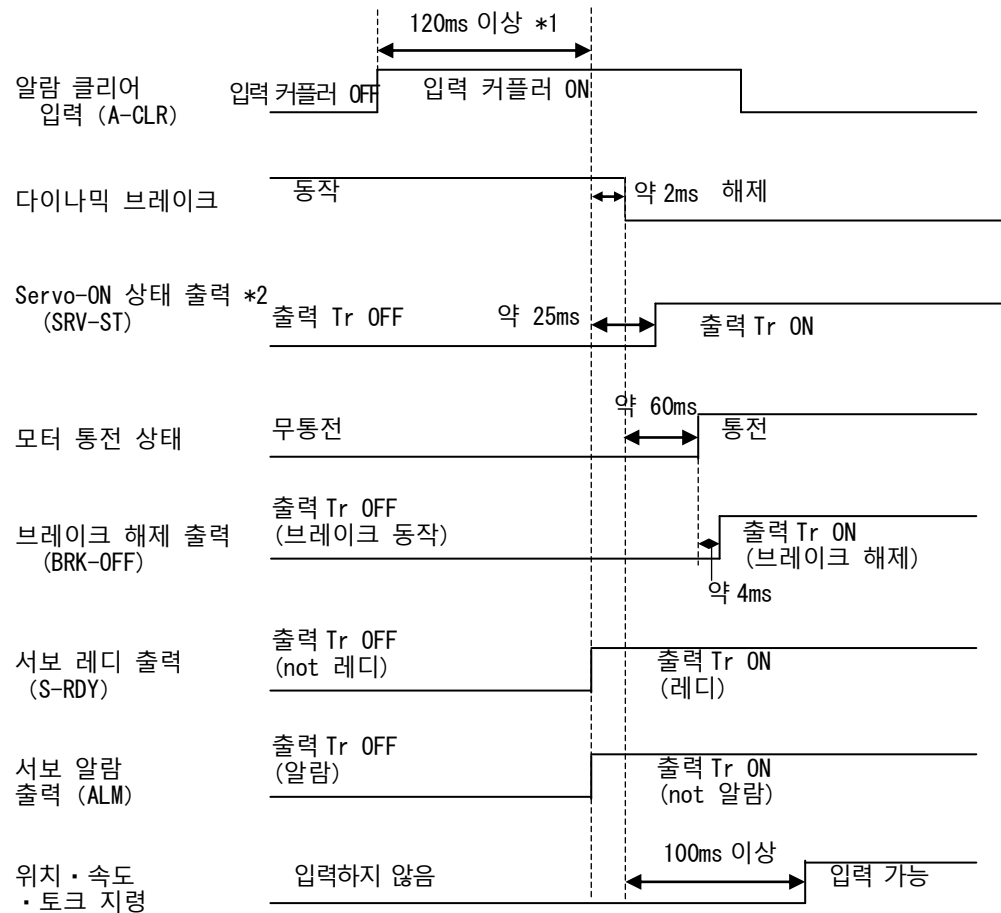 120ms 이상 *1
알람 클리어
입력 (A-CLR)
입력 커플러 OFF
입력 커플러 ON
다이나믹 브레이크
동작
약 2ms 해제
Servo-ON 상태 출력 *2
(SRV-ST)
출력 Tr OFF
약 25ms
출력 Tr ON
모터 통전 상태
무통전
약 60ms
통전
브레이크 해제 출력
(BRK-OFF)
출력 Tr OFF
(브레이크 동작)
출력 Tr ON
(브레이크 해제)
약 4ms
서보 레디 출력
(S-RDY)
출력 Tr OFF
(not 레디)
출력 Tr ON
(레디)
서보 알람
출력 (ALM)
출력 Tr OFF
(알람)
출력 Tr ON
(not 알람)
위치・속도
・토크 지령
입력하지 않음
100ms 이상
입력 가능